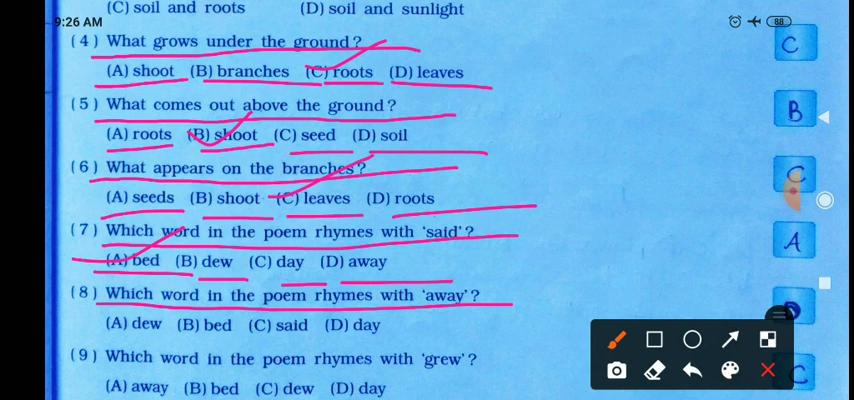 (C) soil and roots (D) soil and sunlight
9:26 AM
88
(4) What grows under the ground?
C
(A) shoot (B) branches (C) roots (D) leaves
(5) What comes out above the ground?
B
(A) roots (B) shoot (C) seed (D) soil
(6) What appears on the branches?
C
(A) seeds (B) shoot (C) leaves (D) roots
(7) Which word in the poem rhymes with 'said'?
A
(A) bed (B) dew (C) day (D) away
(8) Which word in the poem rhymes with 'away'?
D
(A) dew (B) bed (C) said (D) day
(9) Which word in the poem rhymes with 'grew'?
C
(A) away (B) bed (C) dew (D) day